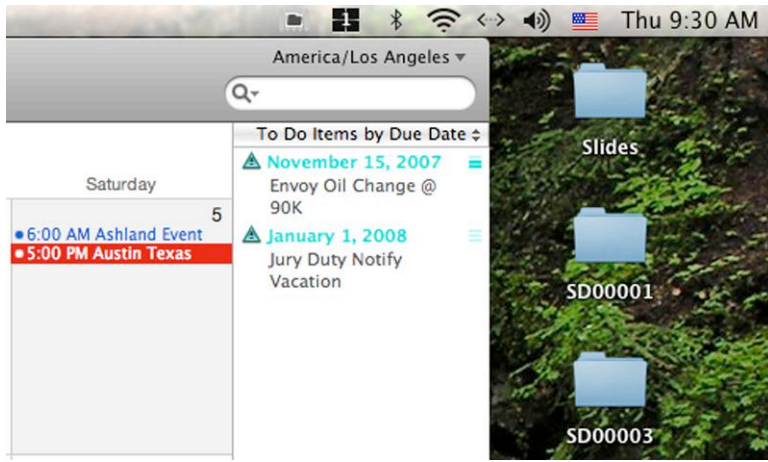 1
Thu 9:30 AM
America/Los Angeles
To Do Items by Due Date
November 15, 2007
Envoy Oil Change @
90K
January 1, 2008
Jury Duty Notify
Vacation
Saturday
5
6:00 AM Ashland Event
5:00 PM Austin Texas
Slides
SD00001
SD00003